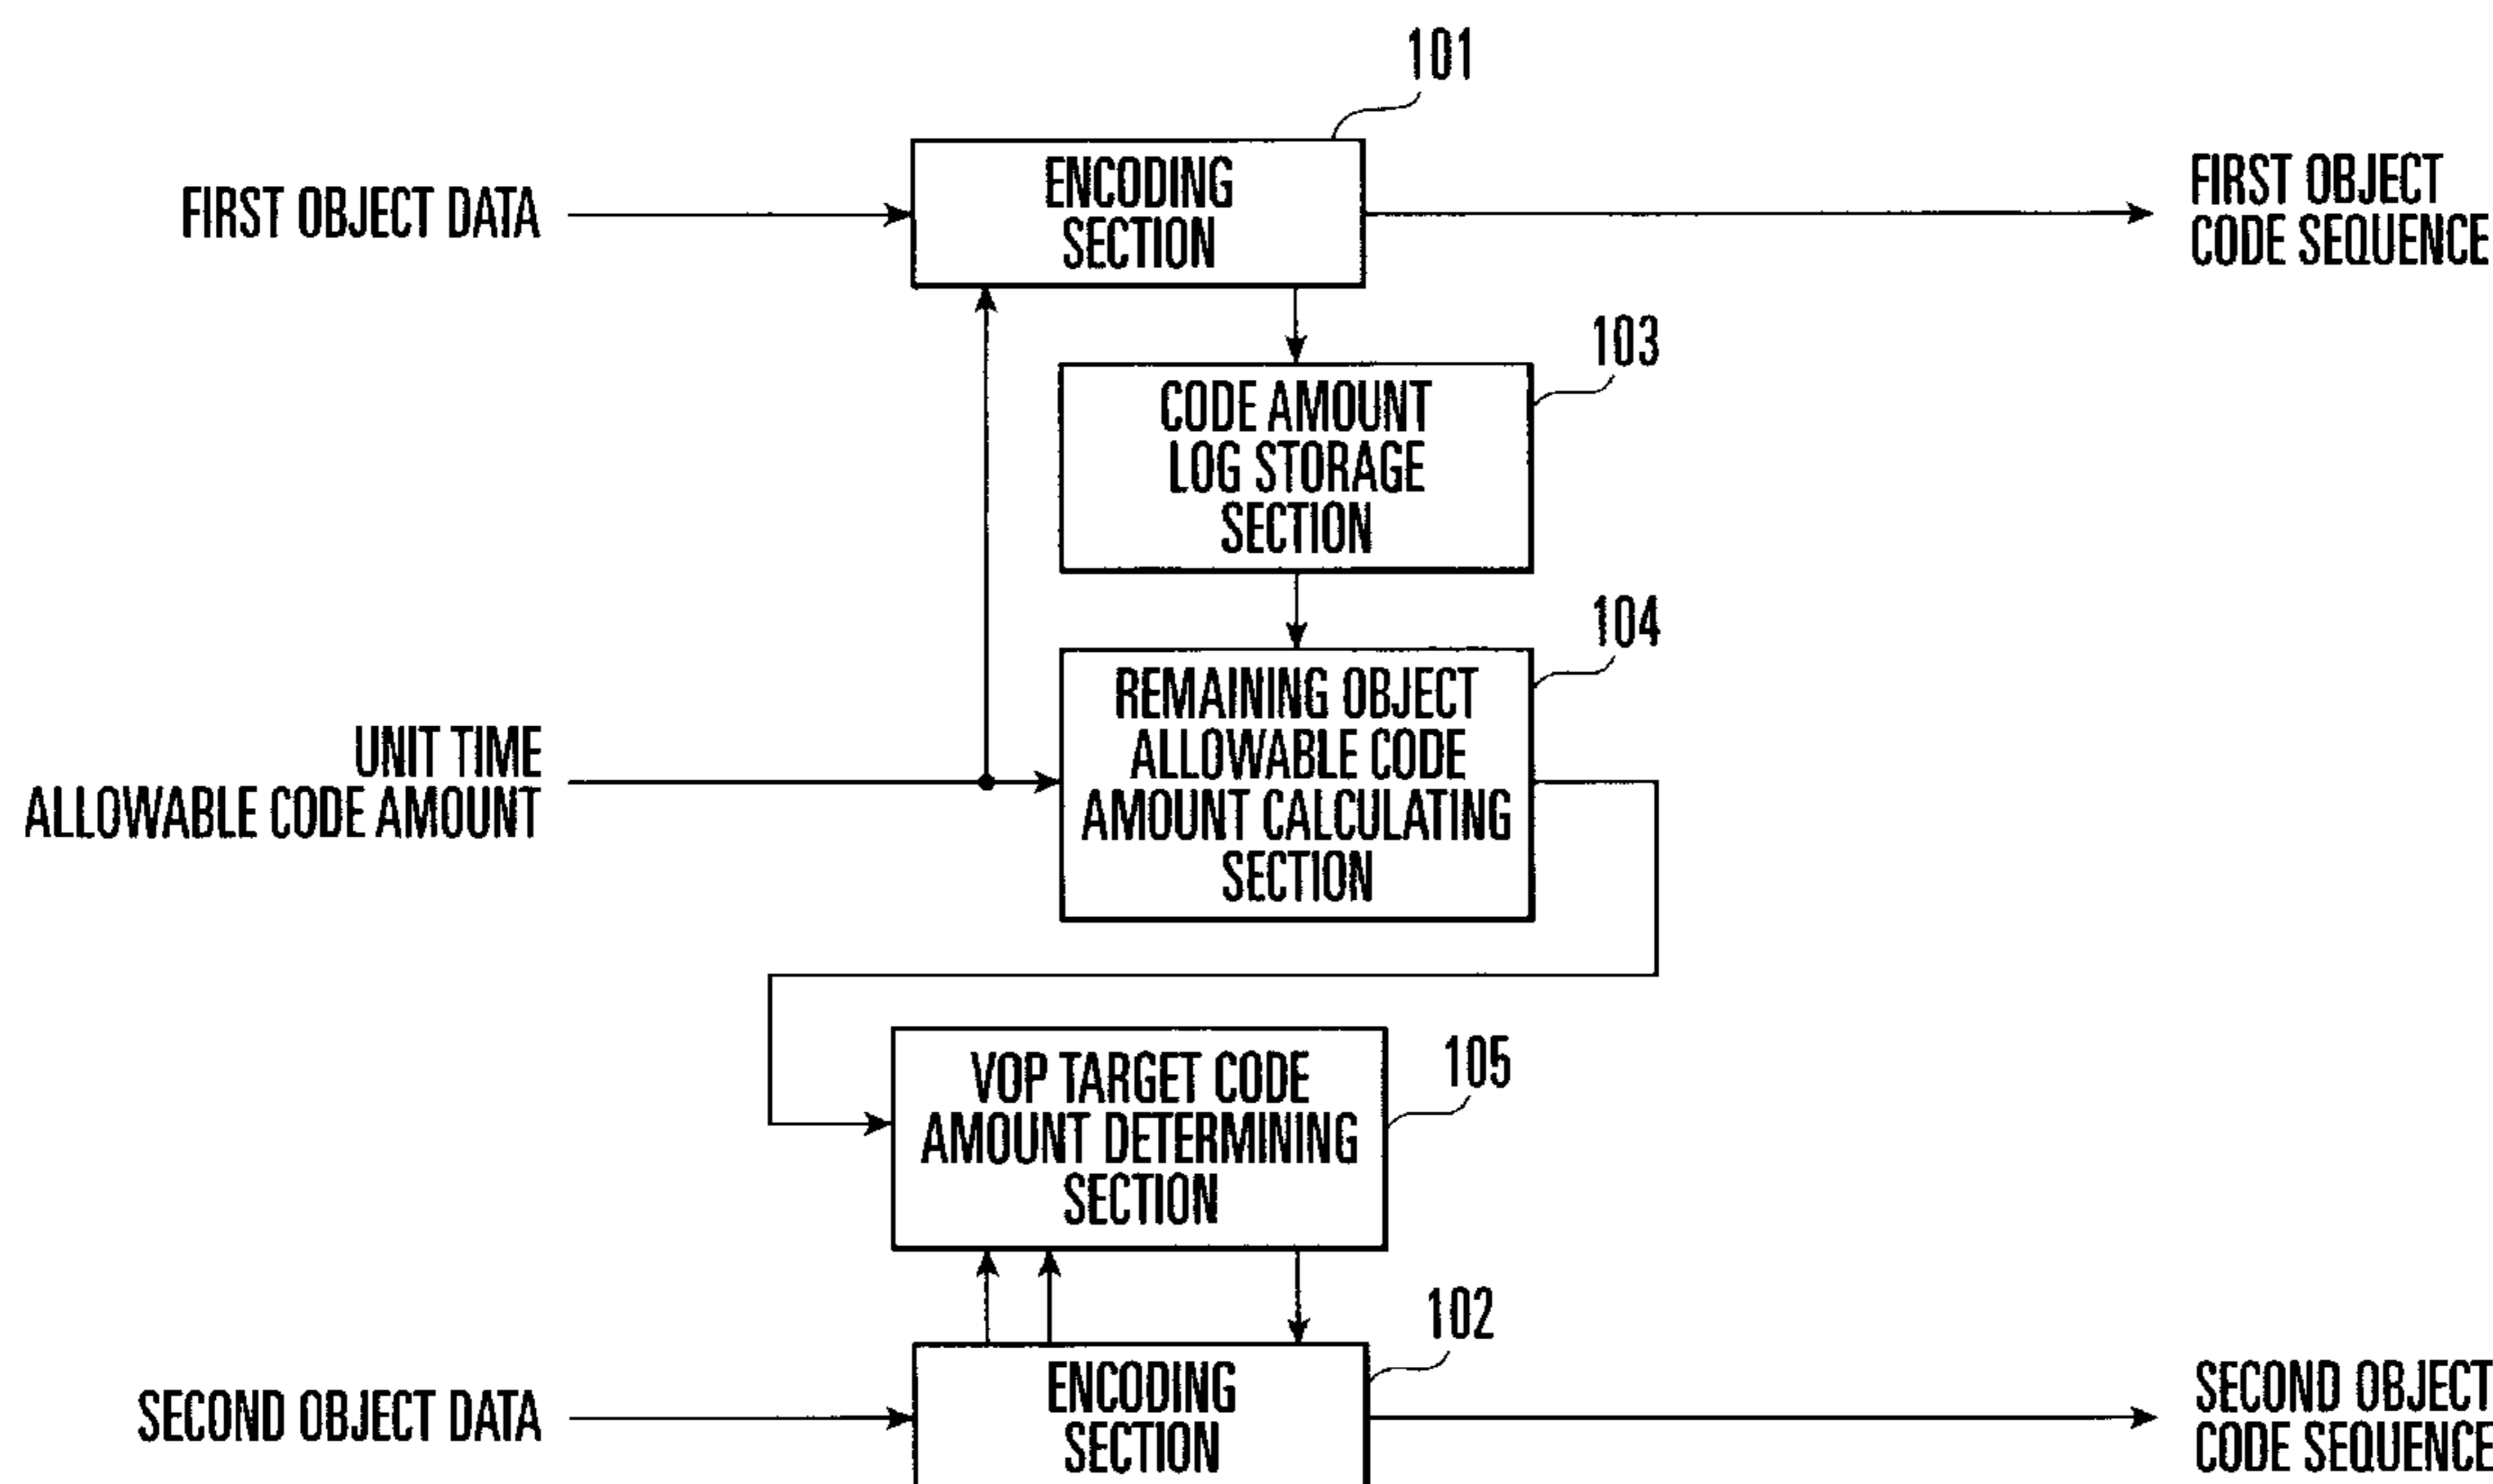 101
FIRST OBJECT DATA
ENCODING
SECTION
FIRST OBJECT
CODE SEQUENCE
103
CODE AMOUNT
LOG STORAGE
SECTION
104
UNIT TIME
ALLOWABLE CODE AMOUNT
REMAINING OBJECT
ALLOWABLE CODE
AMOUNT CALCULATING
SECTION
105
VOP TARGET CODE
AMOUNT DETERMINING
SECTION
102
SECOND OBJECT DATA
ENCODING
SECTION
SECOND OBJECT
CODE SEQUENCE